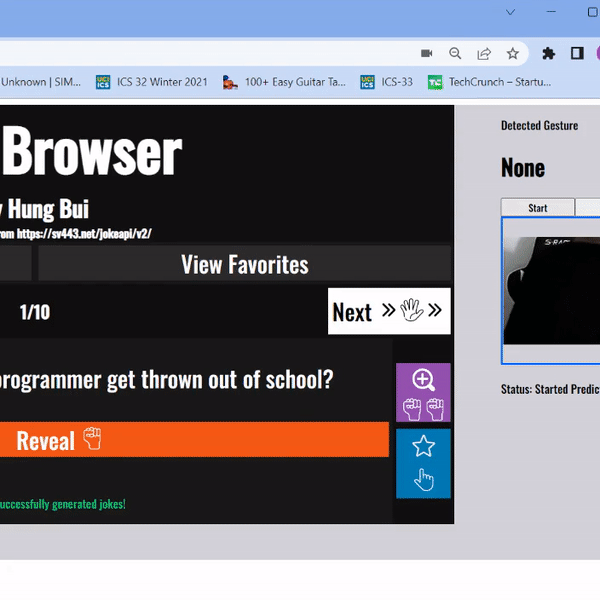 Unknown | SIM... ICS 32 Winter 2021 100+ Easy Guitar Ta... ICS-33 TechCrunch – Startu...
Browser
y Hung Bui
rom https://sv443.net/jokeapi/v2/
View Favorites
1/10
Next
programmer get thrown out of school?
Reveal
uccessfully generated jokes!
Detected Gesture
None
Start
Status: Started Predic